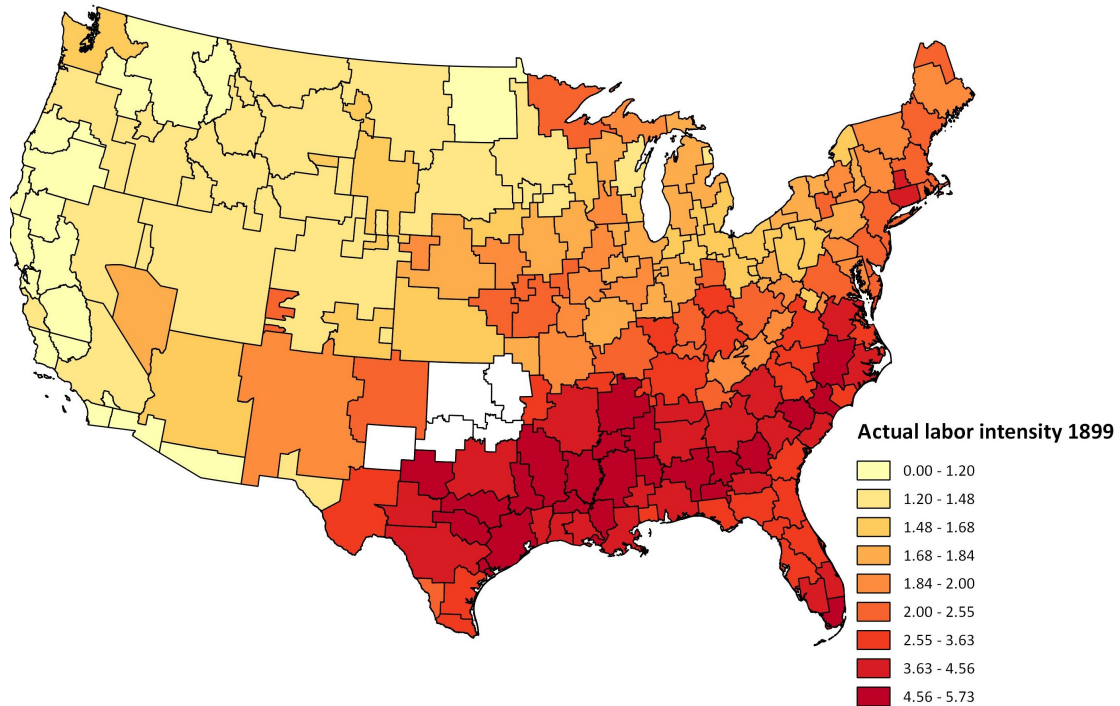 Actual labor intensity 1899
0.00 - 1.20
1.20 - 1.48
1.48 - 1.68
1.68 - 1.84
1.84 - 2.00
2.00 - 2.55
2.55 - 3.63
3.63 - 4.56
4.56 - 5.73